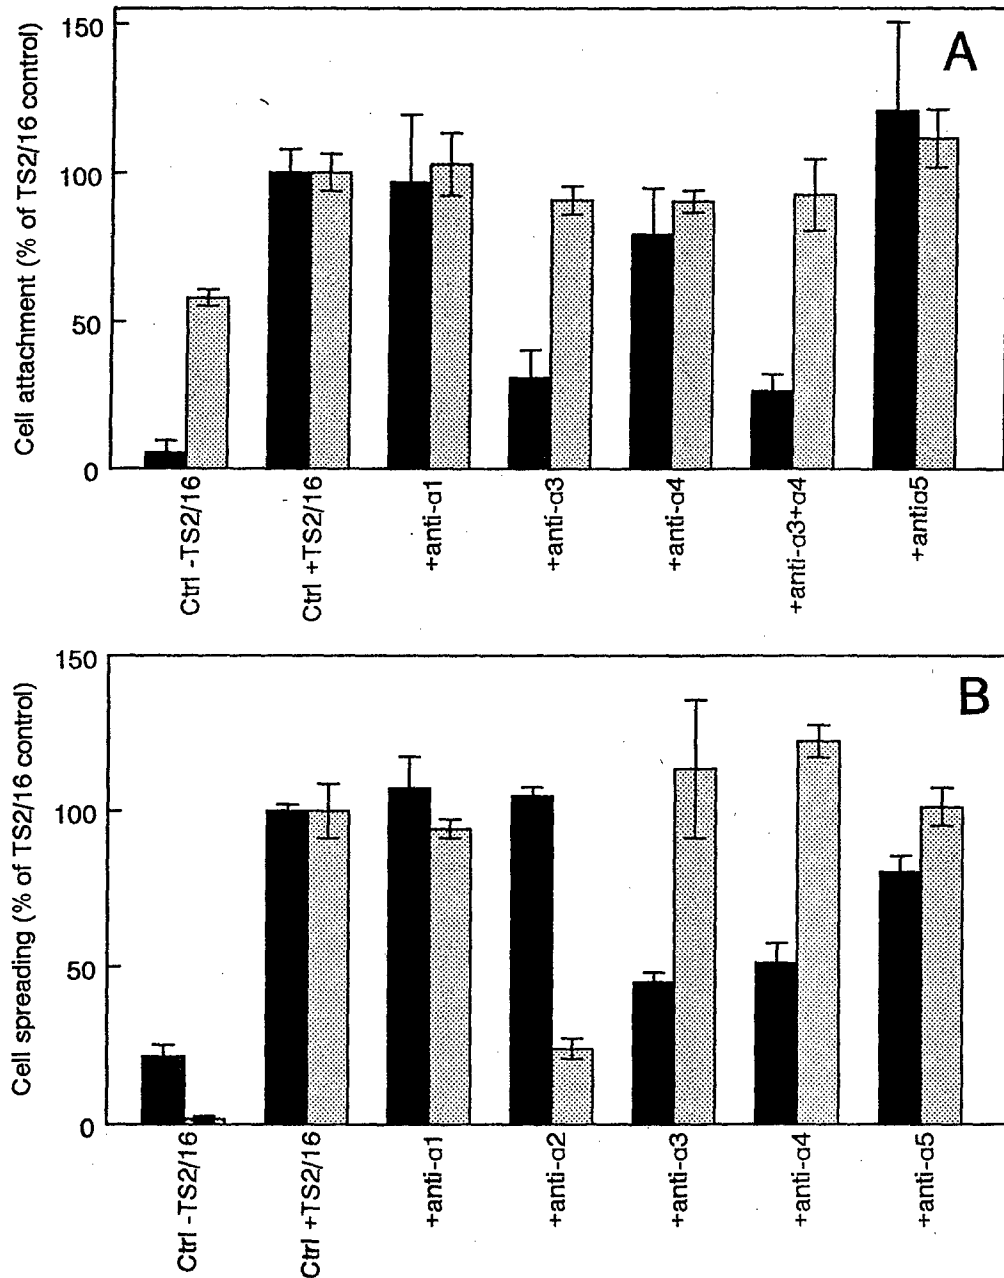 A
Cell attachment (% of TS2/16 control)
150
100
50
0
Ctrl -TS2/16
Ctrl +TS2/16
+anti-α1
+anti-α3
+anti-α4
+anti-α3+α4
+antiα5
B
Cell spreading (% of TS2/16 control)
150
100
50
0
Ctrl -TS2/16
Ctrl +TS2/16
+anti-α1
+anti-α2
+anti-α3
+anti-α4
+anti-α5